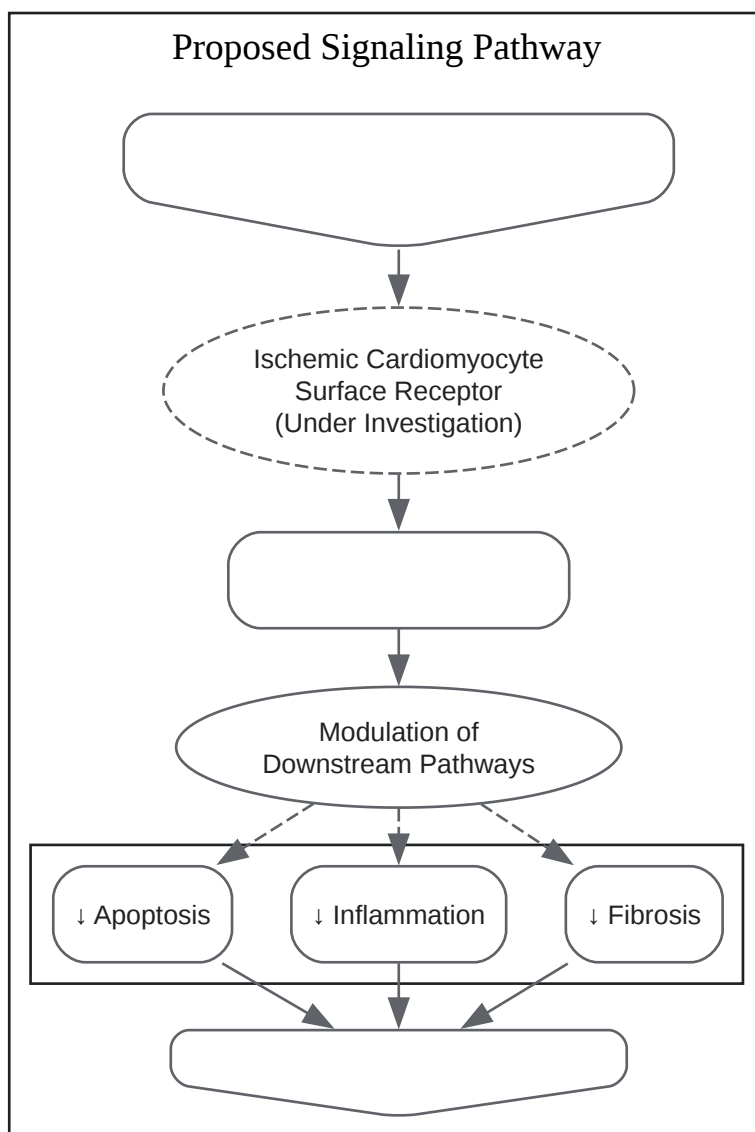 Proposed Signaling Pathway
Ischemic Cardiomyocyte
Surface Receptor
(Under Investigation)
Modulation of
Downstream Pathways
↓ Apoptosis
↓ Inflammation
↓ Fibrosis